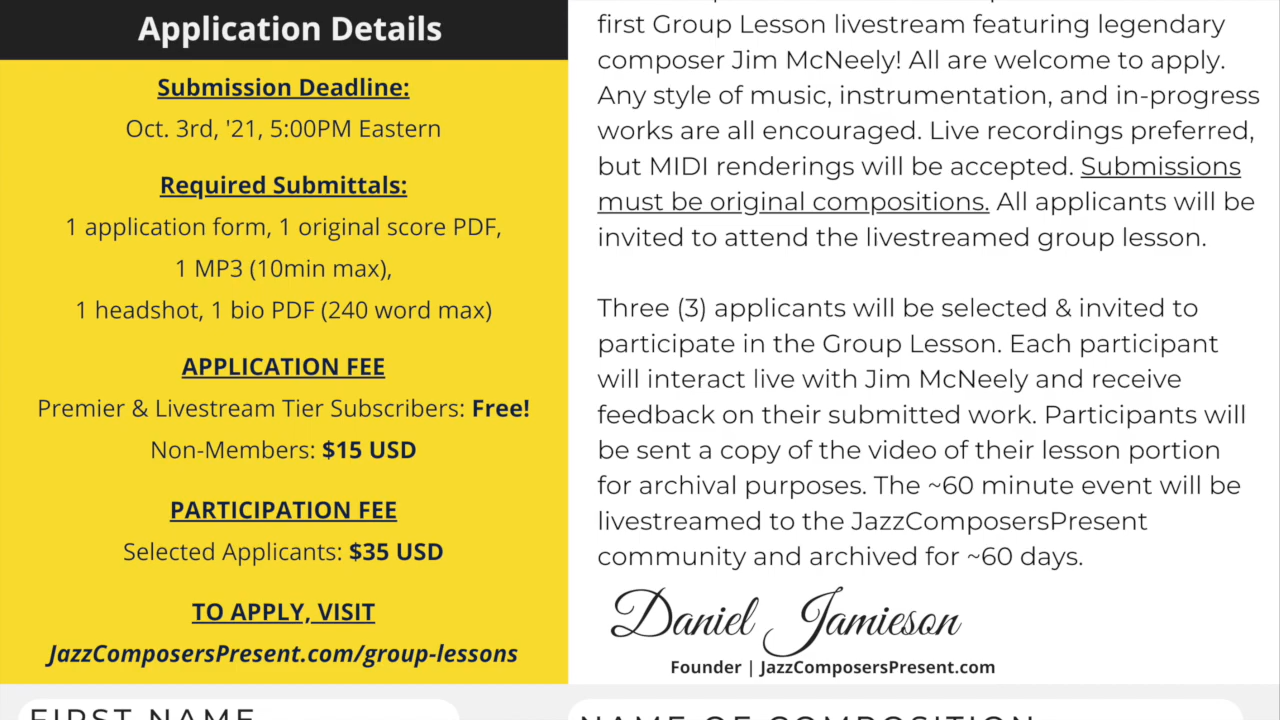 Application Details
Submission Deadline:
Oct. 3rd, '21, 5:00PM Eastern
Required Submittals:
1 application form, 1 original score PDF,
1 MP3 (10min max),
1 headshot, 1 bio PDF (240 word max)
APPLICATION FEE
Premier & Livestream Tier Subscribers: Free!
Non-Members: $15 USD
PARTICIPATION FEE
Selected Applicants: $35 USD
TO APPLY, VISIT
JazzComposersPresent.com/group-lessons
first Group Lesson livestream featuring legendary
composer Jim McNeely! All are welcome to apply.
Any style of music, instrumentation, and in-progress
works are all encouraged. Live recordings preferred,
but MIDI renderings will be accepted. Submissions
must be original compositions. All applicants will be
invited to attend the livestreamed group lesson.
Three (3) applicants will be selected & invited to
participate in the Group Lesson. Each participant
will interact live with Jim McNeely and receive
feedback on their submitted work. Participants will
be sent a copy of the video of their lesson portion
for archival purposes. The ~60 minute event will be
livestreamed to the JazzComposersPresent
community and archived for ~60 days.
Daniel Jamieson
Founder | JazzComposersPresent.com
FIRST NAME
NAME OF COMPOSITION